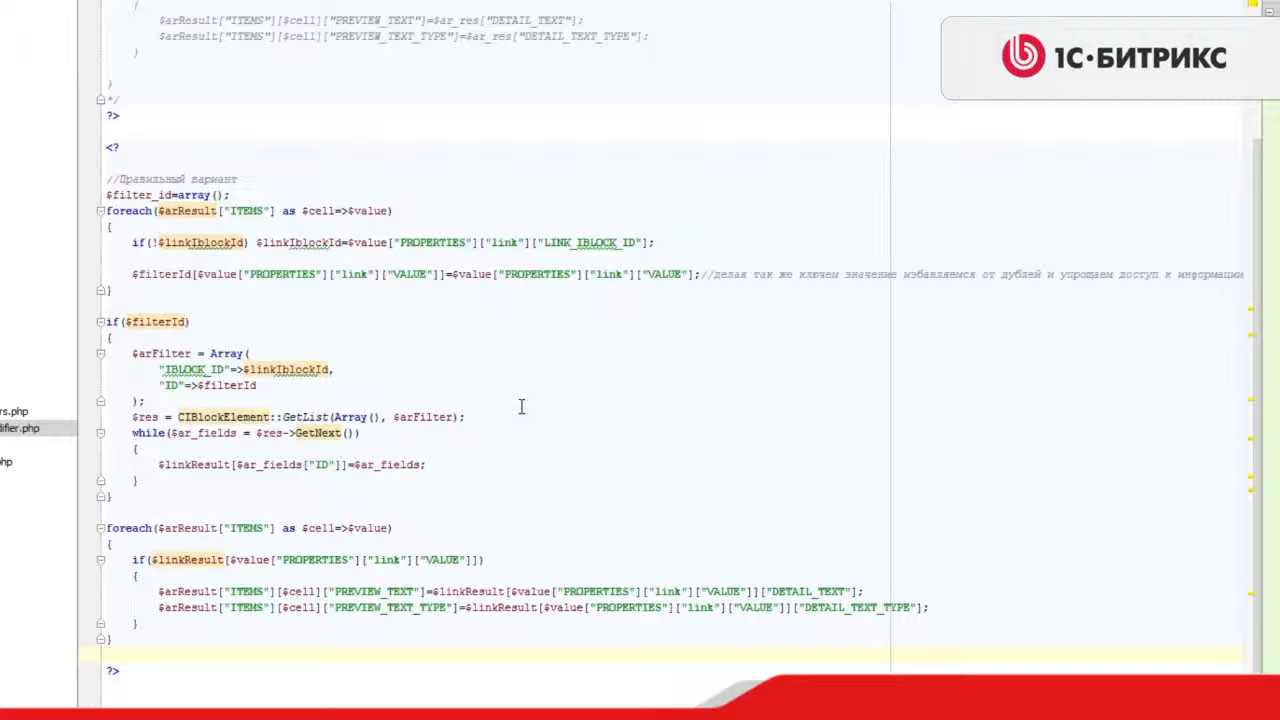 {
$arResult["ITEMS"][$cell]["PREVIEW_TEXT"]=$ar_res["DETAIL_TEXT"];
$arResult["ITEMS"][$cell]["PREVIEW_TEXT_TYPE"]=$ar_res["DETAIL_TEXT_TYPE"];
}
1С·БИТРИКС
}
*/
?>
<?
//Правильный вариант
$filter_id=array();
foreach($arResult["ITEMS"] as $cell=>$value)
{
if(!$linkIblockId) $linkIblockId=$value["PROPERTIES"]["link"]["LINK_IBLOCK_ID"];
$filterId[$value["PROPERTIES"]["link"]["VALUE"]]=$value["PROPERTIES"]["link"]["VALUE"];//делая так же ключем значение избавляемся от дублей и упрощаем доступ к информации
}
if($filterId)
{
$arFilter = Array(
"IBLOCK_ID"=>$linkIblockId,
"ID"=>$filterId
);
$res = CIBlockElement::GetList(Array(), $arFilter);
while($ar_fields = $res->GetNext())
{
$linkResult[$ar_fields["ID"]]=$ar_fields;
}
}
foreach($arResult["ITEMS"] as $cell=>$value)
{
if($linkResult[$value["PROPERTIES"]["link"]["VALUE"]])
{
$arResult["ITEMS"][$cell]["PREVIEW_TEXT"]=$linkResult[$value["PROPERTIES"]["link"]["VALUE"]]["DETAIL_TEXT"];
$arResult["ITEMS"][$cell]["PREVIEW_TEXT_TYPE"]=$linkResult[$value["PROPERTIES"]["link"]["VALUE"]]["DETAIL_TEXT_TYPE"];
}
}
?>
rs.php
ifier.php
php